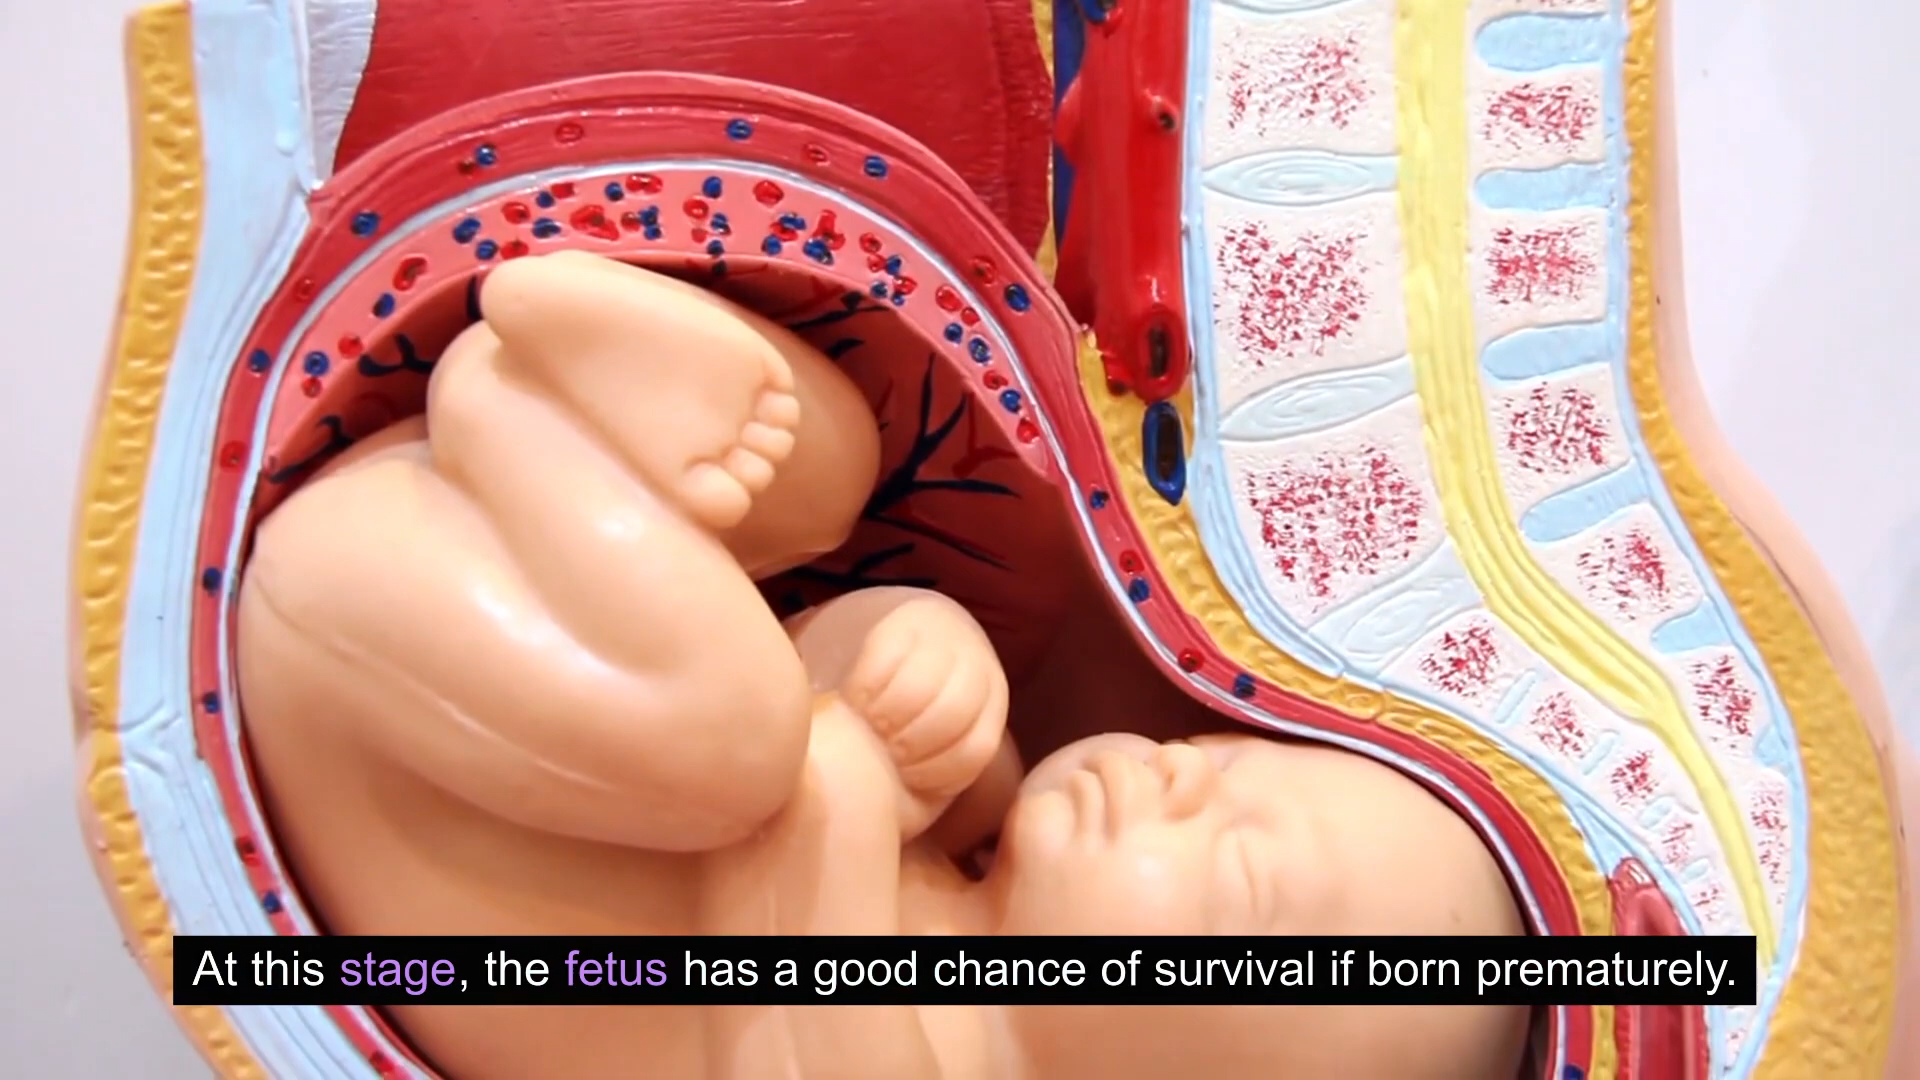 At this stage, the fetus has a good chance of survival if born prematurely.